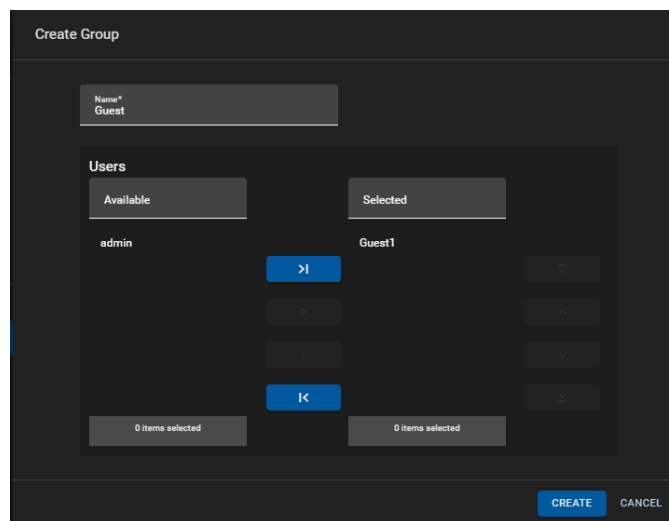 Create Group
Name*
Guest
Users
Available
Selected
admin
Guest1
0 items selected
0 items selected
CREATE
CANCEL